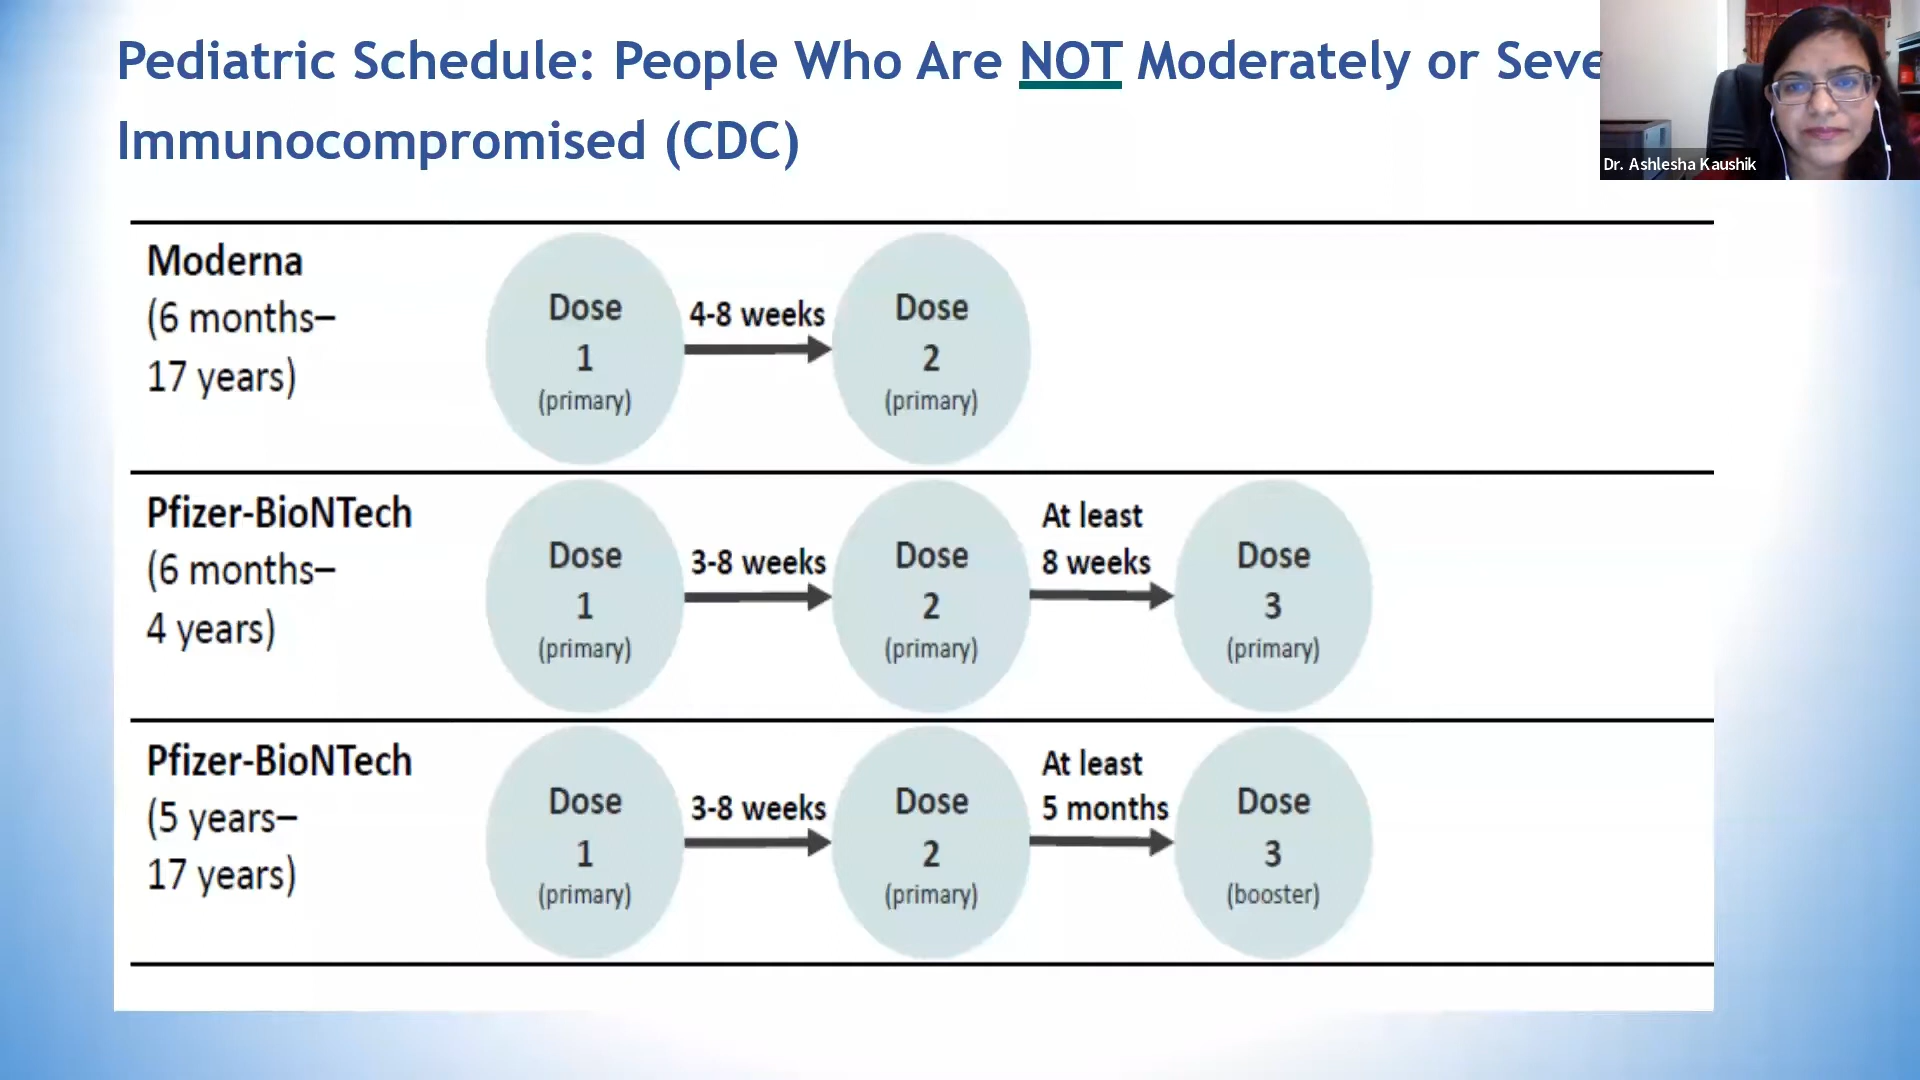 Pediatric Schedule: People Who Are NOT Moderately or
Immunocompromised (CDC)
Dr. Ashlesha Kaushik
Moderna
(6 months–
17 years)
Dose
1
(primary)
4-8 weeks
Dose
2
(primary)
Pfizer-BioNTech
(6 months–
4 years)
Dose
1
(primary)
3-8 weeks
Dose
2
(primary)
At least
8 weeks
Dose
3
(primary)
Pfizer-BioNTech
(5 years–
17 years)
Dose
1
(primary)
3-8 weeks
Dose
2
(primary)
At least
5 months
Dose
3
(booster)